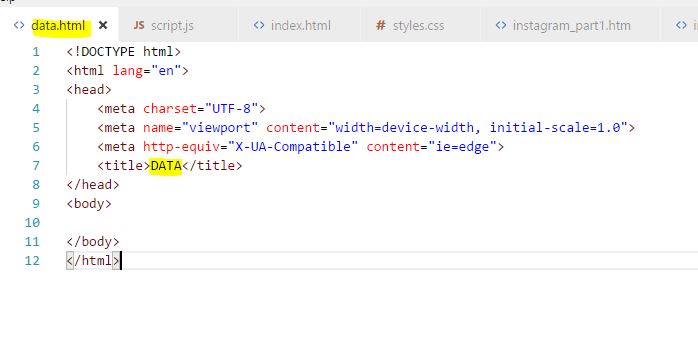 data.html JS script.js index.html # styles.css instagram_part1.htm
1 <!DOCTYPE html>
2 <html lang="en">
3 <head>
4 <meta charset="UTF-8">
5 <meta name="viewport" content="width=device-width, initial-scale=1.0">
6 <meta http-equiv="X-UA-Compatible" content="ie=edge">
7 <title>DATA</title>
8 </head>
9 <body>
10
11 </body>
12 </html>